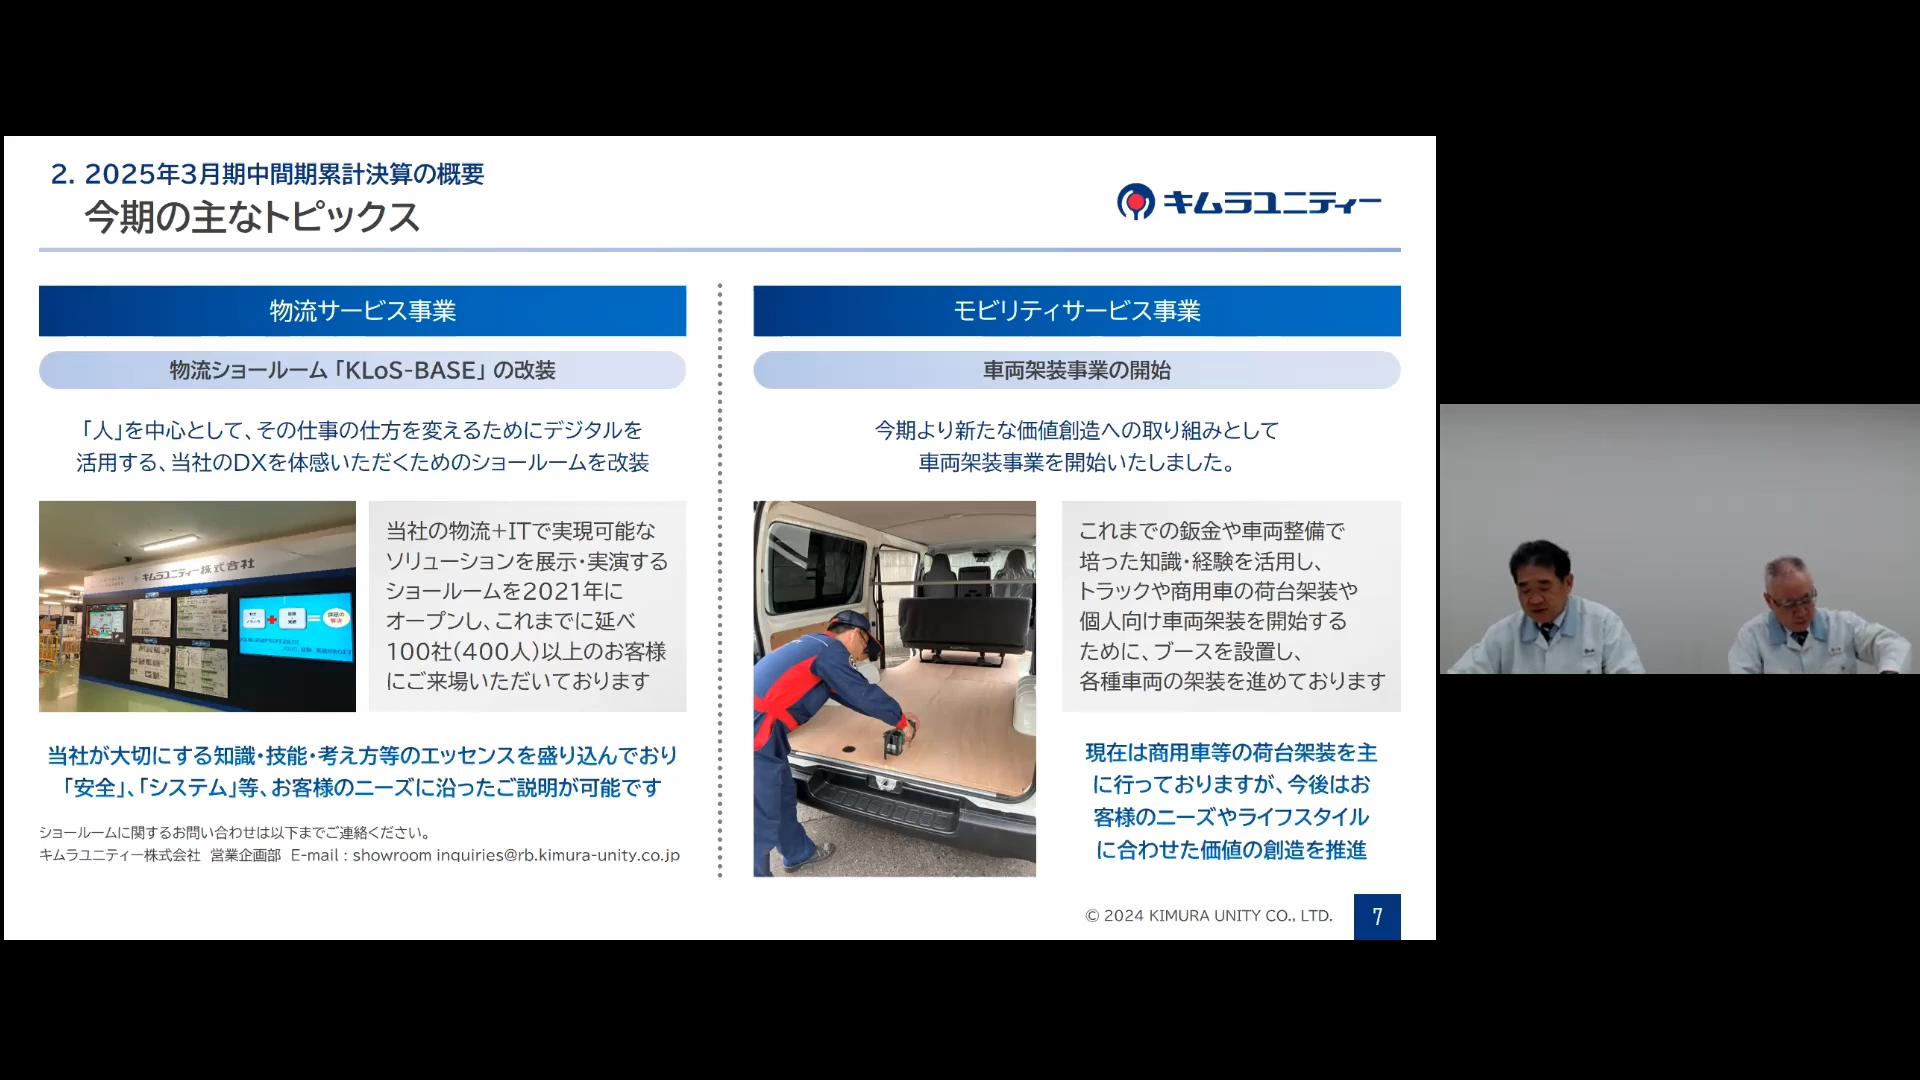 2. 2025年3月期中間期累計決算の概要
今期の主なトピックス
キムラユニティー
物流サービス事業
物流ショールーム「KLoS-BASE」の改装
「人」を中心として、その仕事の仕方を変えるためにデジタルを
活用する、当社のDXを体感いただくためのショールームを改装
キムラユニティー株式会社
当社の物流+ITで実現可能な
ソリューションを展示・実演する
ショールームを2021年に
オープンし、これまでに延べ
100社(400人)以上のお客様
にご来場いただいております
当社が大切にする知識・技能・考え方等のエッセンスを盛り込んでおり
「安全」、「システム」等、お客様のニーズに沿ったご説明が可能です
ショールームに関するお問い合わせは以下までご連絡ください。
キムラユニティー株式会社 営業企画部 E-mail : showroom inquiries@rb.kimura-unity.co.jp
モビリティサービス事業
車両架装事業の開始
今期より新たな価値創造への取り組みとして
車両架装事業を開始いたしました。
これまでの鈑金や車両整備で
培った知識・経験を活用し、
トラックや商用車の荷台架装や
個人向け車両架装を開始する
ために、ブースを設置し、
各種車両の架装を進めております
現在は商用車等の荷台架装を主
に行っておりますが、今後はお
客様のニーズやライフスタイル
に合わせた価値の創造を推進
© 2024 KIMURA UNITY CO., LTD.
7